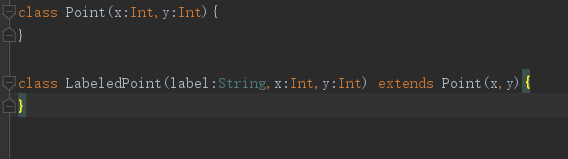 class Point(x:Int,y:Int){
}
class LabeledPoint(label:String,x:Int,y:Int) extends Point(x,y){
}